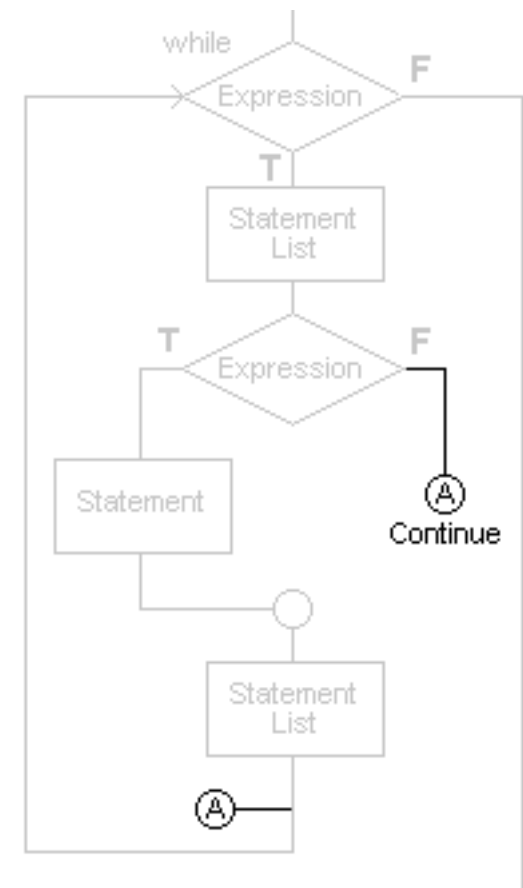 while
Expression
F
T
Statement
List
T
Expression
F
Statement
A
Continue
Statement
List
A